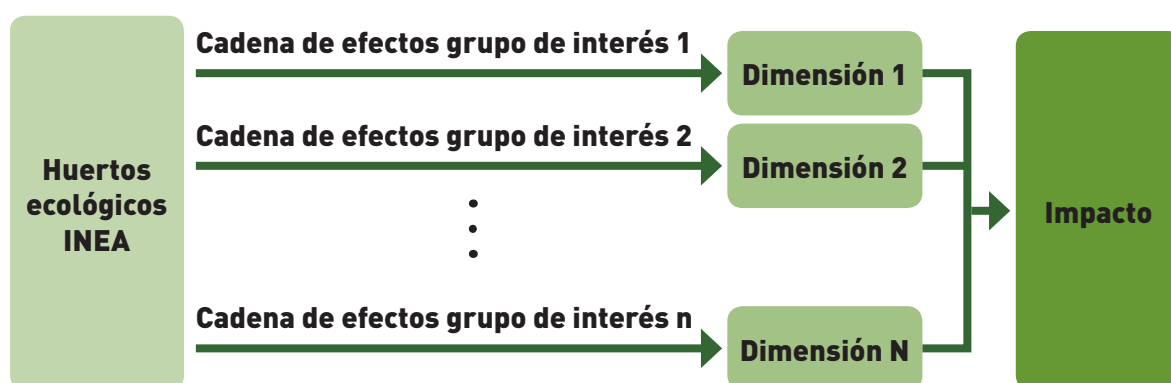 Huertos
ecológicos
INEA
Cadena de efectos grupo de interés 1
Dimensión 1
Cadena de efectos grupo de interés 2
Dimensión 2
Cadena de efectos grupo de interés n
Dimensión N
Impacto